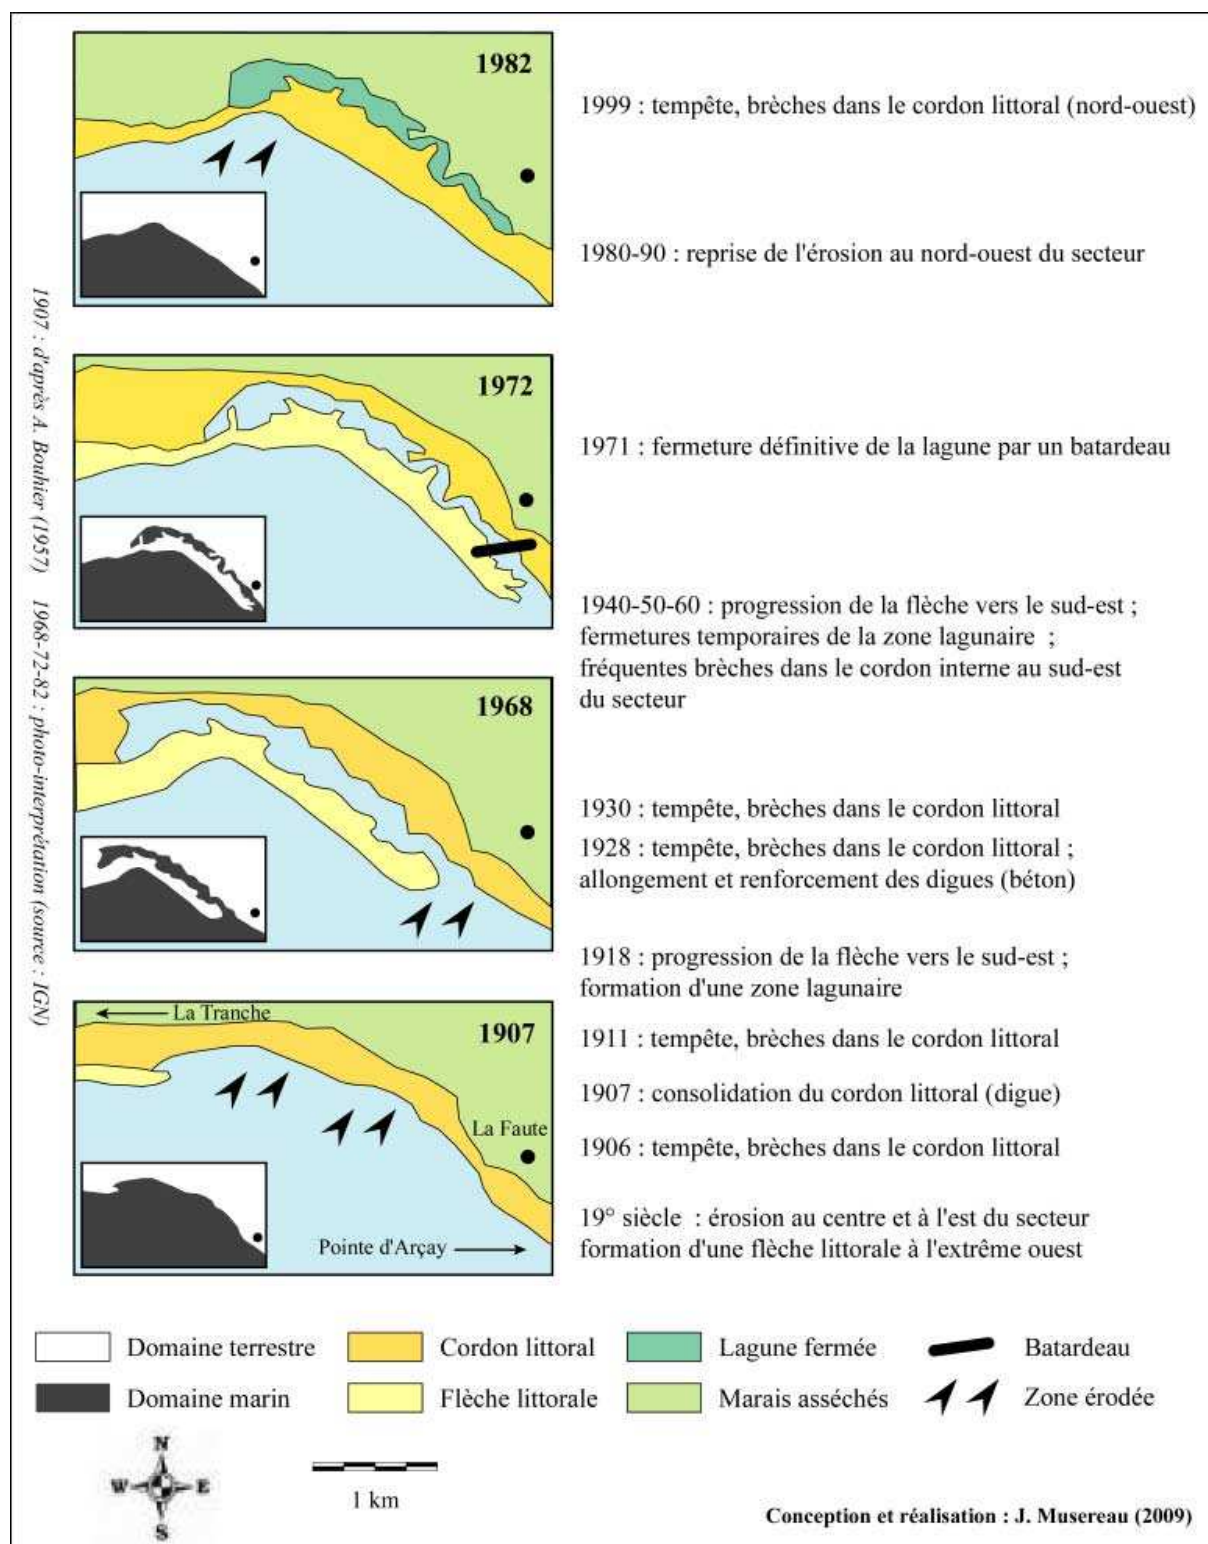 1982
1999 : tempête, brèches dans le cordon littoral (nord-ouest)
1980-90 : reprise de l'érosion au nord-ouest du secteur
1907 : d'après A. Bouhier (1957)    1968-72-82 : photo-interprétation (source : IGN)
1972
1971 : fermeture définitive de la lagune par un batardeau
1940-50-60 : progression de la flèche vers le sud-est ;
fermetures temporaires de la zone lagunaire  ;
fréquentes brèches dans le cordon interne au sud-est
du secteur
1968
1930 : tempête, brèches dans le cordon littoral
1928 : tempête, brèches dans le cordon littoral ;
allongement et renforcement des digues (béton)
1918 : progression de la flèche vers le sud-est ;
formation d'une zone lagunaire
La Tranche
1907
1911 : tempête, brèches dans le cordon littoral
1907 : consolidation du cordon littoral (digue)
La Faute
1906 : tempête, brèches dans le cordon littoral
19° siècle  : érosion au centre et à l'est du secteur
formation d'une flèche littorale à l'extrême ouest
Pointe d'Arçay
Domaine terrestre
Cordon littoral
Lagune fermée
Batardeau
Domaine marin
Flèche littorale
Marais asséchés
Zone érodée
N
W E
S
1 km
Conception et réalisation : J. Musereau (2009)